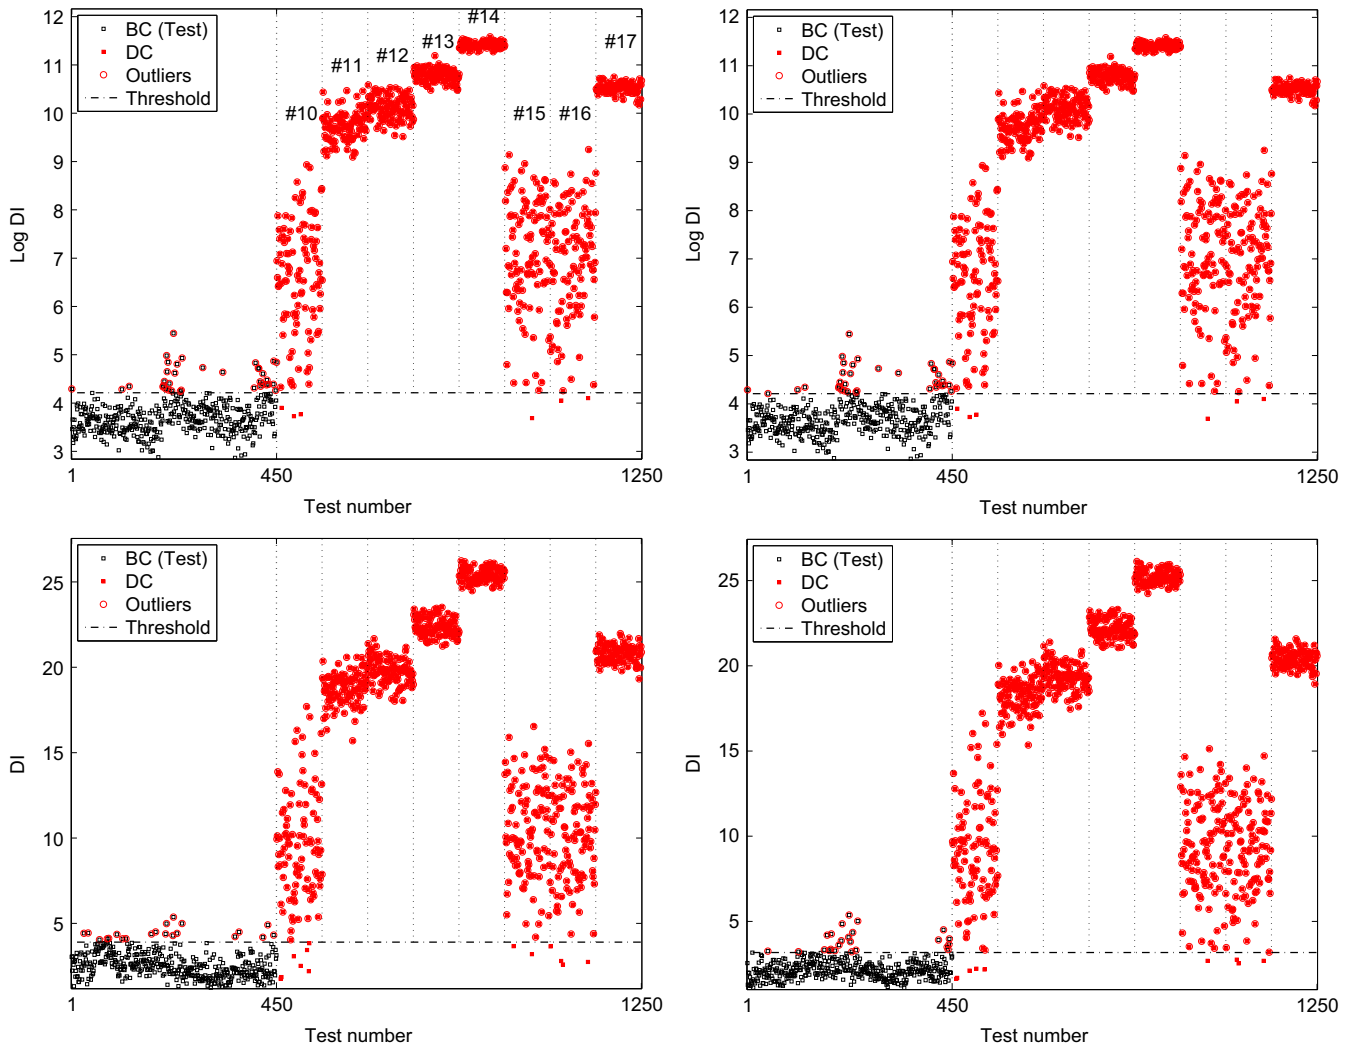 12
11
10
9
8
7
6
5
4
3
Log DI
BC (Test)
DC
Outliers
Threshold
#10
#11
#12
#13
#14
#15
#16
#17
1
450
1250
Test number
12
11
10
9
8
7
6
5
4
3
Log DI
BC (Test)
DC
Outliers
Threshold
1
450
1250
Test number
25
20
15
10
5
DI
BC (Test)
DC
Outliers
Threshold
1
450
1250
Test number
25
20
15
10
5
DI
BC (Test)
DC
Outliers
Threshold
1
450
1250
Test number